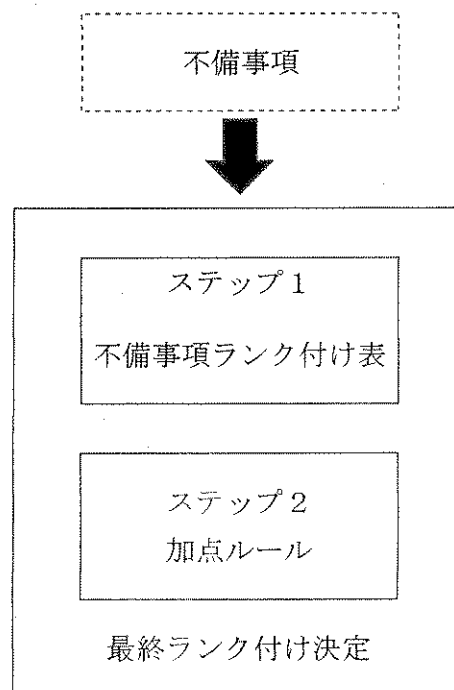 不備事項
ステップ１
不備事項ランク付け表
ステップ２
加点ルール
最終ランク付け決定